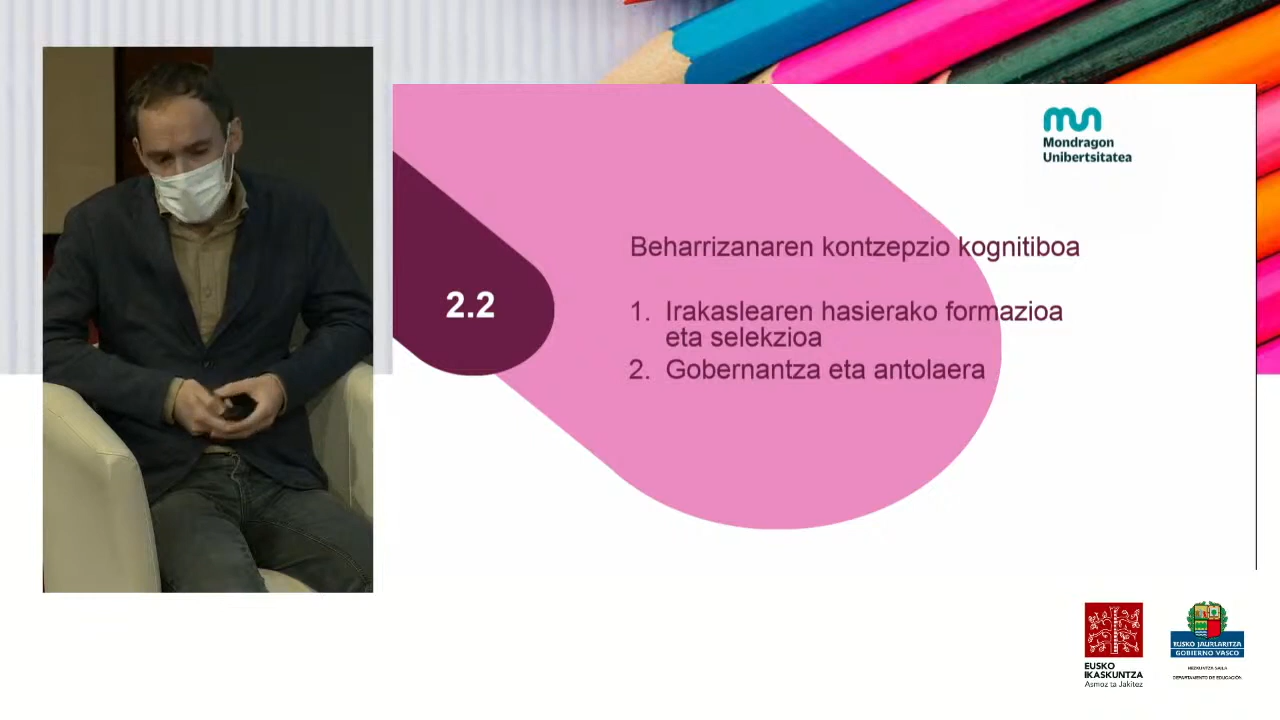 Mondragon
Unibertsitatea
2.2
Beharrizanaren kontzepzio kognitiboa
1. Irakaslearen hasierako formazioa
eta selekzioa
2. Gobernantza eta antolaera
EUSKO
IKASKUNTZA
Asmoz ta Jakitez
EUSKO JAURLARITZA
GOBIERNO VASCO
HEZKUNTZA SAILA
DEPARTAMENTO DE EDUCACIÓN